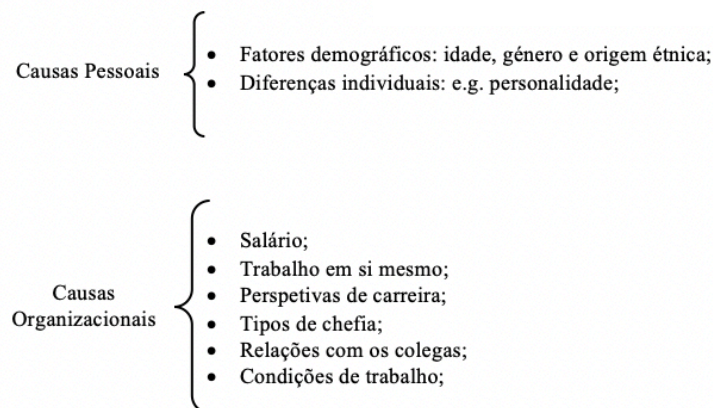 Causas Pessoais
• Fatores demográficos: idade, género e origem étnica;
• Diferenças individuais: e.g. personalidade;
Causas
Organizacionais
• Salário;
• Trabalho em si mesmo;
• Perspetivas de carreira;
• Tipos de chefia;
• Relações com os colegas;
• Condições de trabalho;